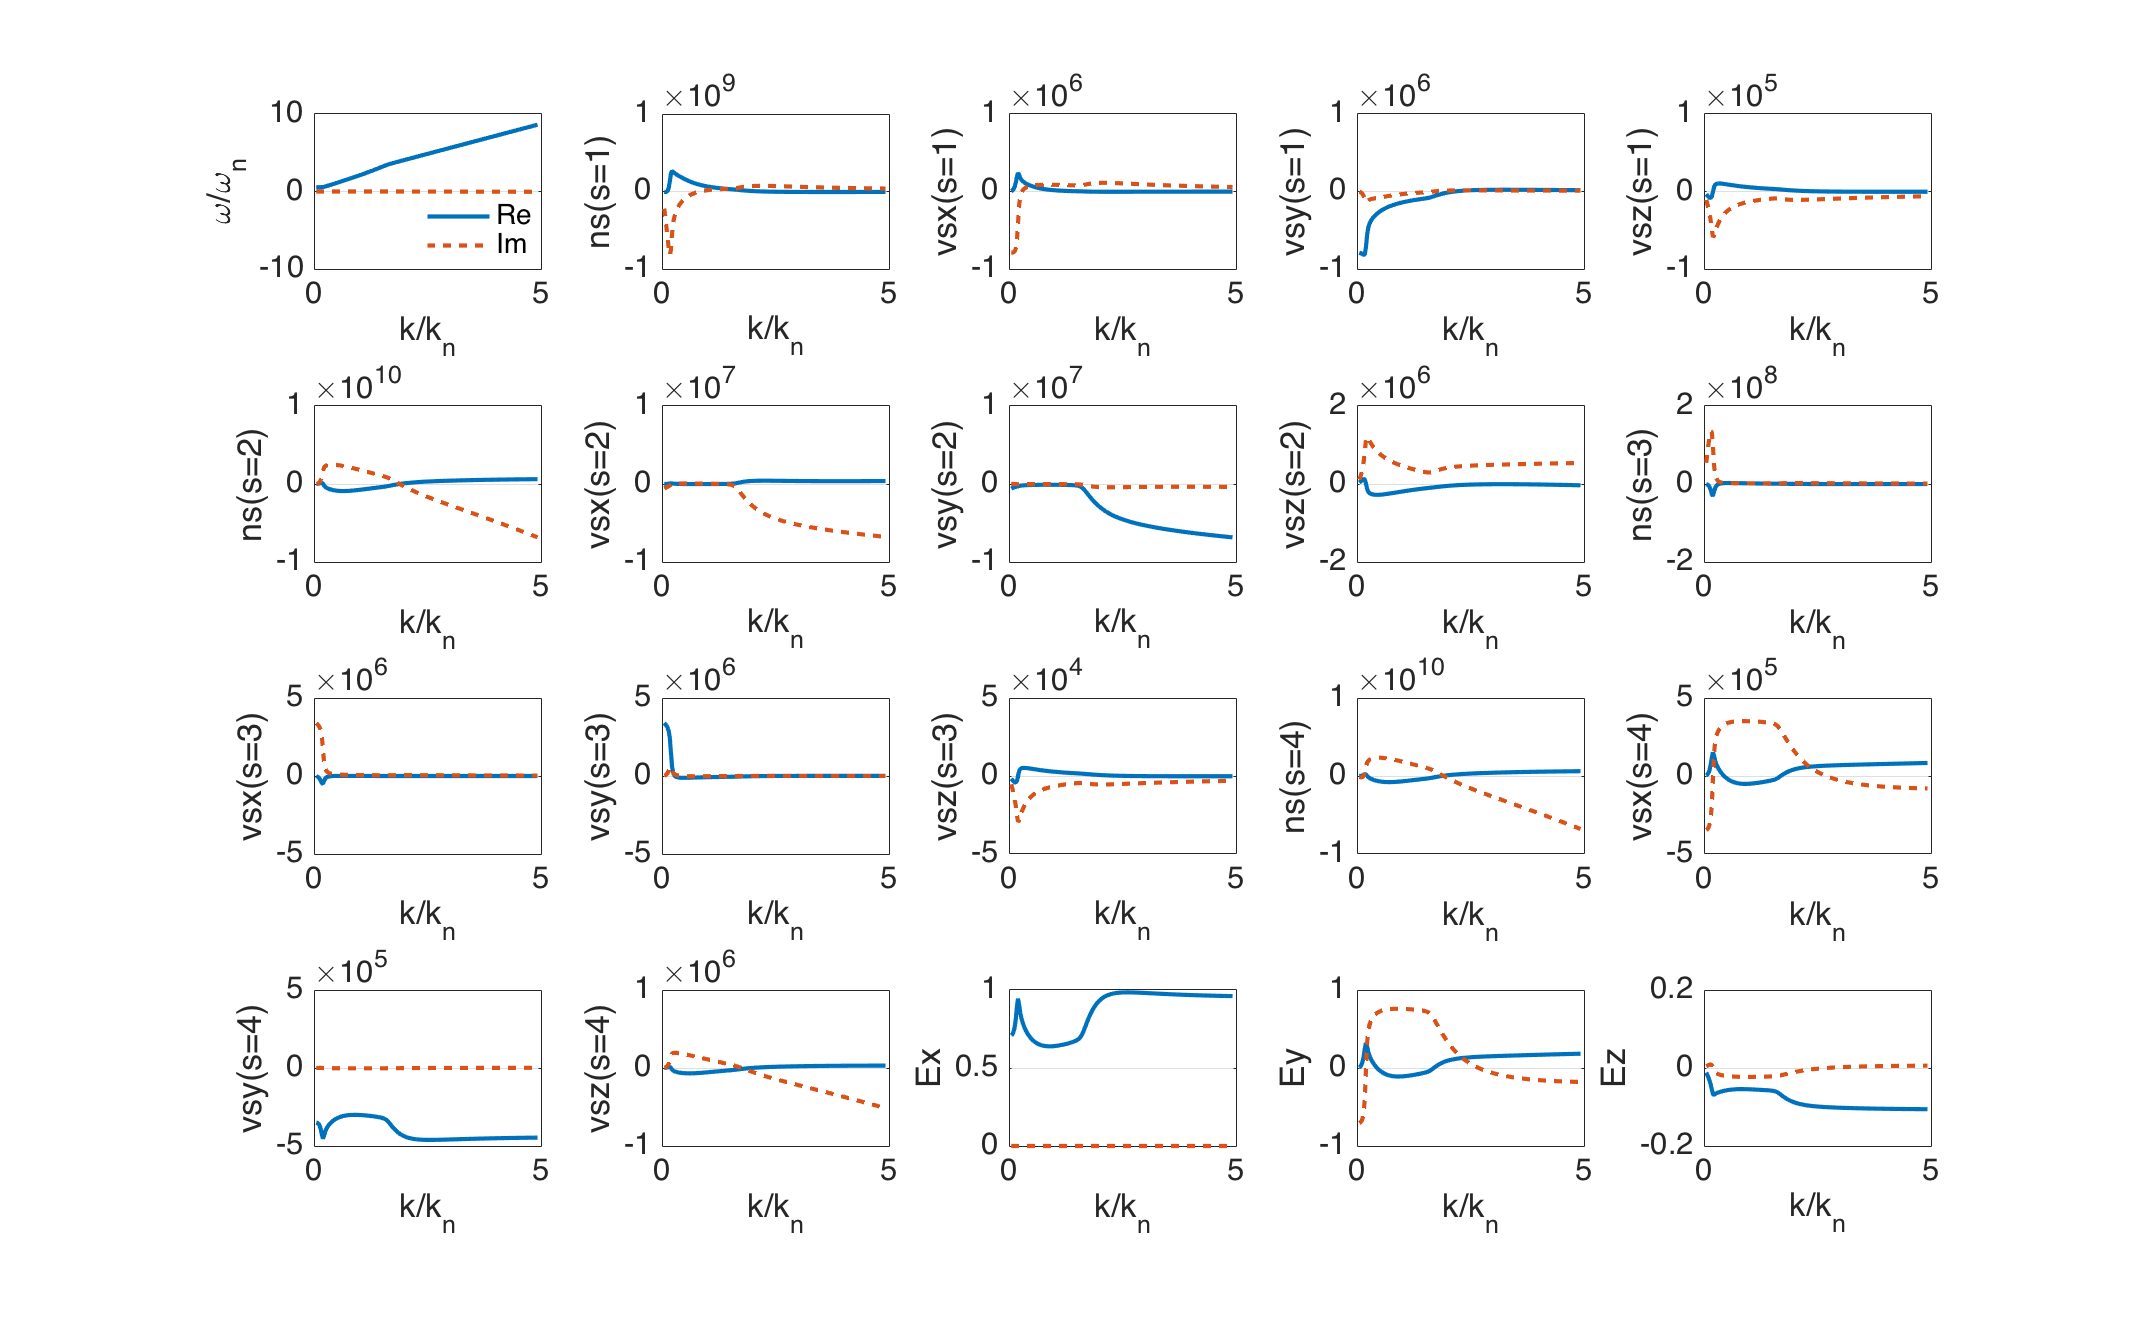 ×10^9 ×10^6 ×10^6 ×10^5
10 1 1 1 1
ω/ω_n ns(s=1) vsx(s=1) vsy(s=1) vsz(s=1)
0 0 0 0 0
Re
Im
-10 -1 -1 -1 -1
0 5 0 5 0 5 0 5 0 5
k/k_n k/k_n k/k_n k/k_n k/k_n
×10^10 ×10^7 ×10^7 ×10^6 ×10^8
1 1 1 2 2
ns(s=2) vsx(s=2) vsy(s=2) vsz(s=2) ns(s=3)
0 0 0 0 0
-1 -1 -1 -2 -2
0 5 0 5 0 5 0 5 0 5
k/k_n k/k_n k/k_n k/k_n k/k_n
×10^6 ×10^6 ×10^4 ×10^10 ×10^5
5 5 5 1 5
vsx(s=3) vsy(s=3) vsz(s=3) ns(s=4) vsx(s=4)
0 0 0 0 0
-5 -5 -5 -1 -5
0 5 0 5 0 5 0 5 0 5
k/k_n k/k_n k/k_n k/k_n k/k_n
×10^5 ×10^6
5 1 1 1 0.2
vsy(s=4) vsz(s=4) Ex Ey Ez
0 0 0.5 0 0
-5 -1 0 -1 -0.2
0 5 0 5 0 5 0 5 0 5
k/k_n k/k_n k/k_n k/k_n k/k_n